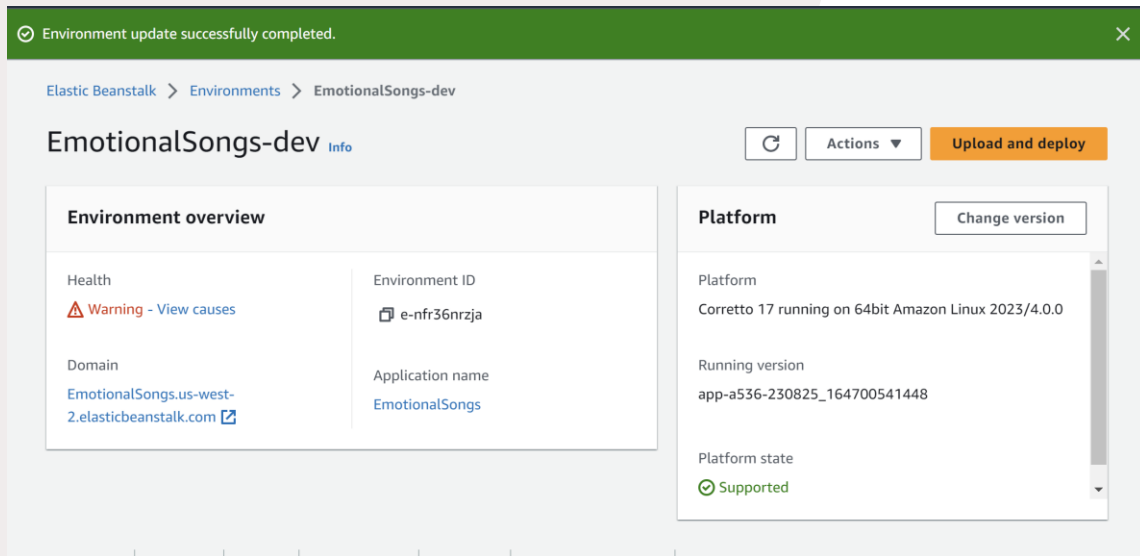 Environment update successfully completed.
Elastic Beanstalk > Environments > EmotionalSongs-dev
EmotionalSongs-dev Info
Actions
Upload and deploy
Environment overview
Health
Warning - View causes
Domain
EmotionalSongs.us-west-
2.elasticbeanstalk.com
Environment ID
e-nfr36nrzja
Application name
EmotionalSongs
Platform
Change version
Platform
Corretto 17 running on 64bit Amazon Linux 2023/4.0.0
Running version
app-a536-230825_164700541448
Platform state
Supported